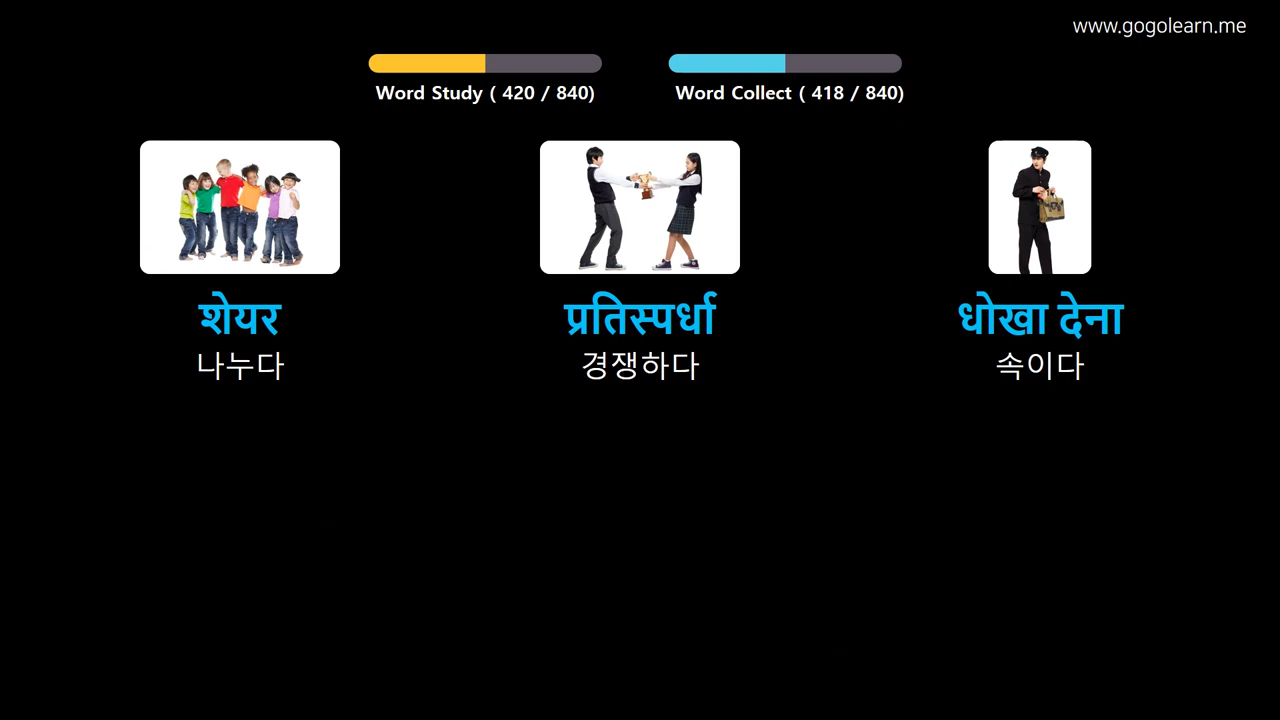 www.gogolearn.me
Word Study ( 420 / 840)
Word Collect ( 418 / 840)
शेयर
나누다
प्रतिस्पर्धा
경쟁하다
धोखा देना
속이다